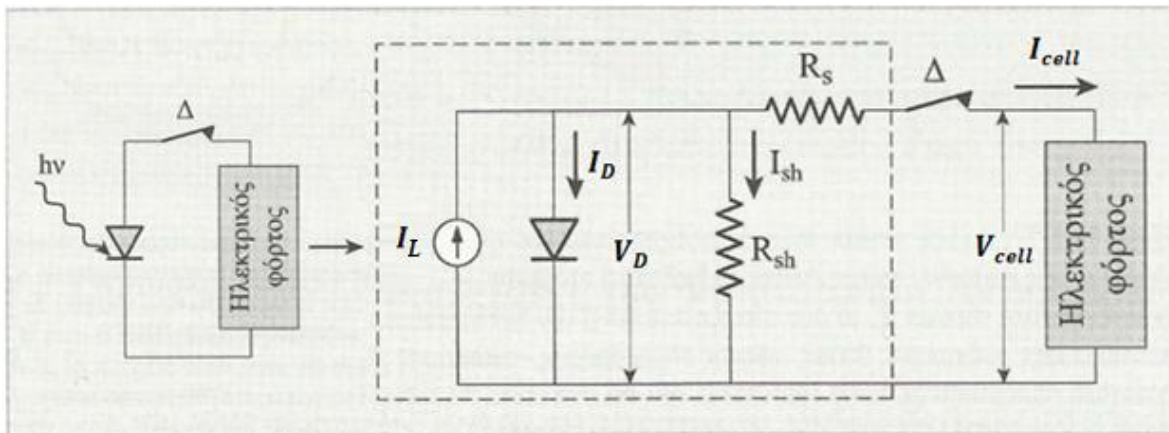 hν
Δ
Ηλεκτρικός
φόρτος
I_L
I_D
V_D
I_sh
R_sh
R_s
Δ
I_cell
V_cell
Ηλεκτρικός
φόρτος